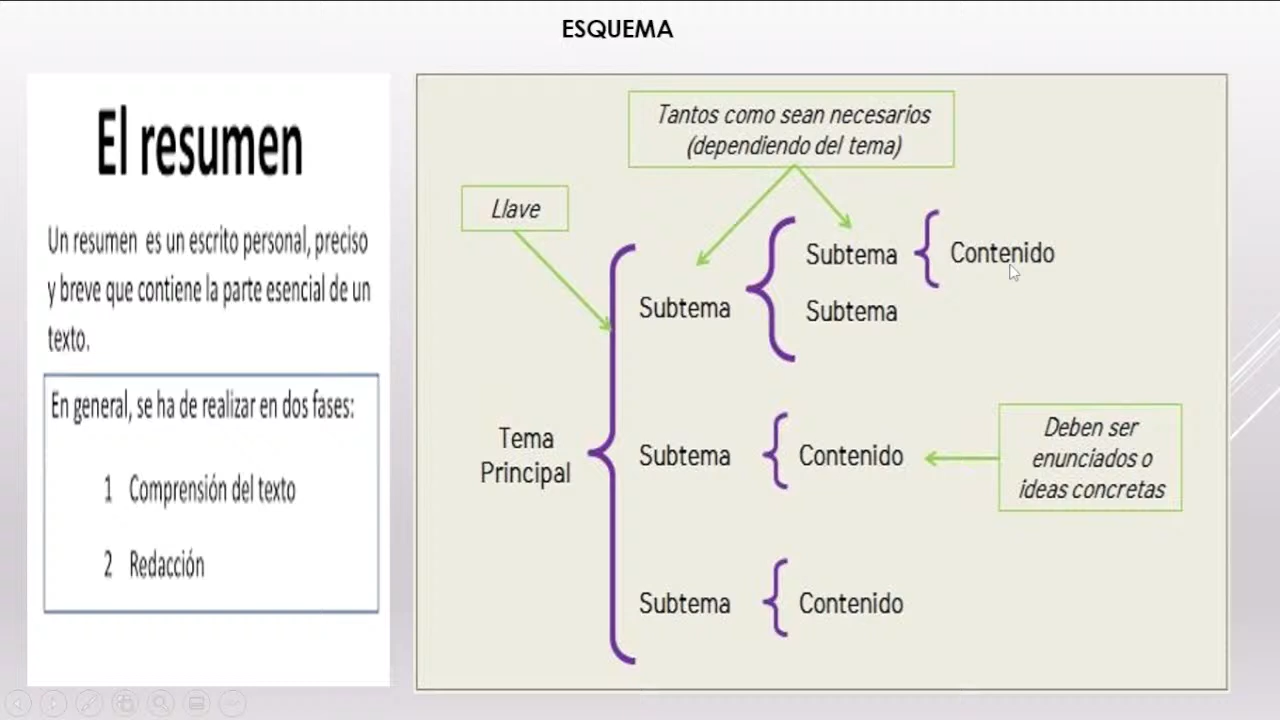 ESQUEMA
El resumen
Un resumen es un escrito personal, preciso
y breve que contiene la parte esencial de un
texto.
En general, se ha de realizar en dos fases:
1 Comprensión del texto
2 Redacción
Tantos como sean necesarios
(dependiendo del tema)
Llave
Subtema
Contenido
Subtema
Subtema
Tema
Principal
Subtema
Contenido
Deben ser
enunciados o
ideas concretas
Subtema
Contenido